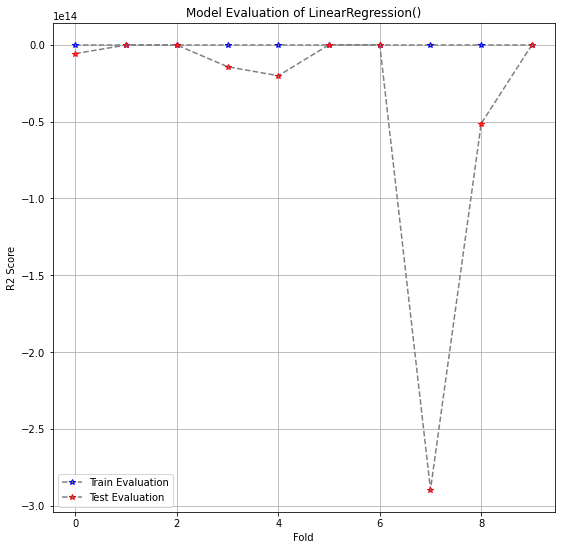 Model Evaluation of LinearRegression()
1e14
0.0
−0.5
−1.0
−1.5
−2.0
−2.5
−3.0
R2 Score
Train Evaluation
Test Evaluation
0 2 4 6 8
Fold